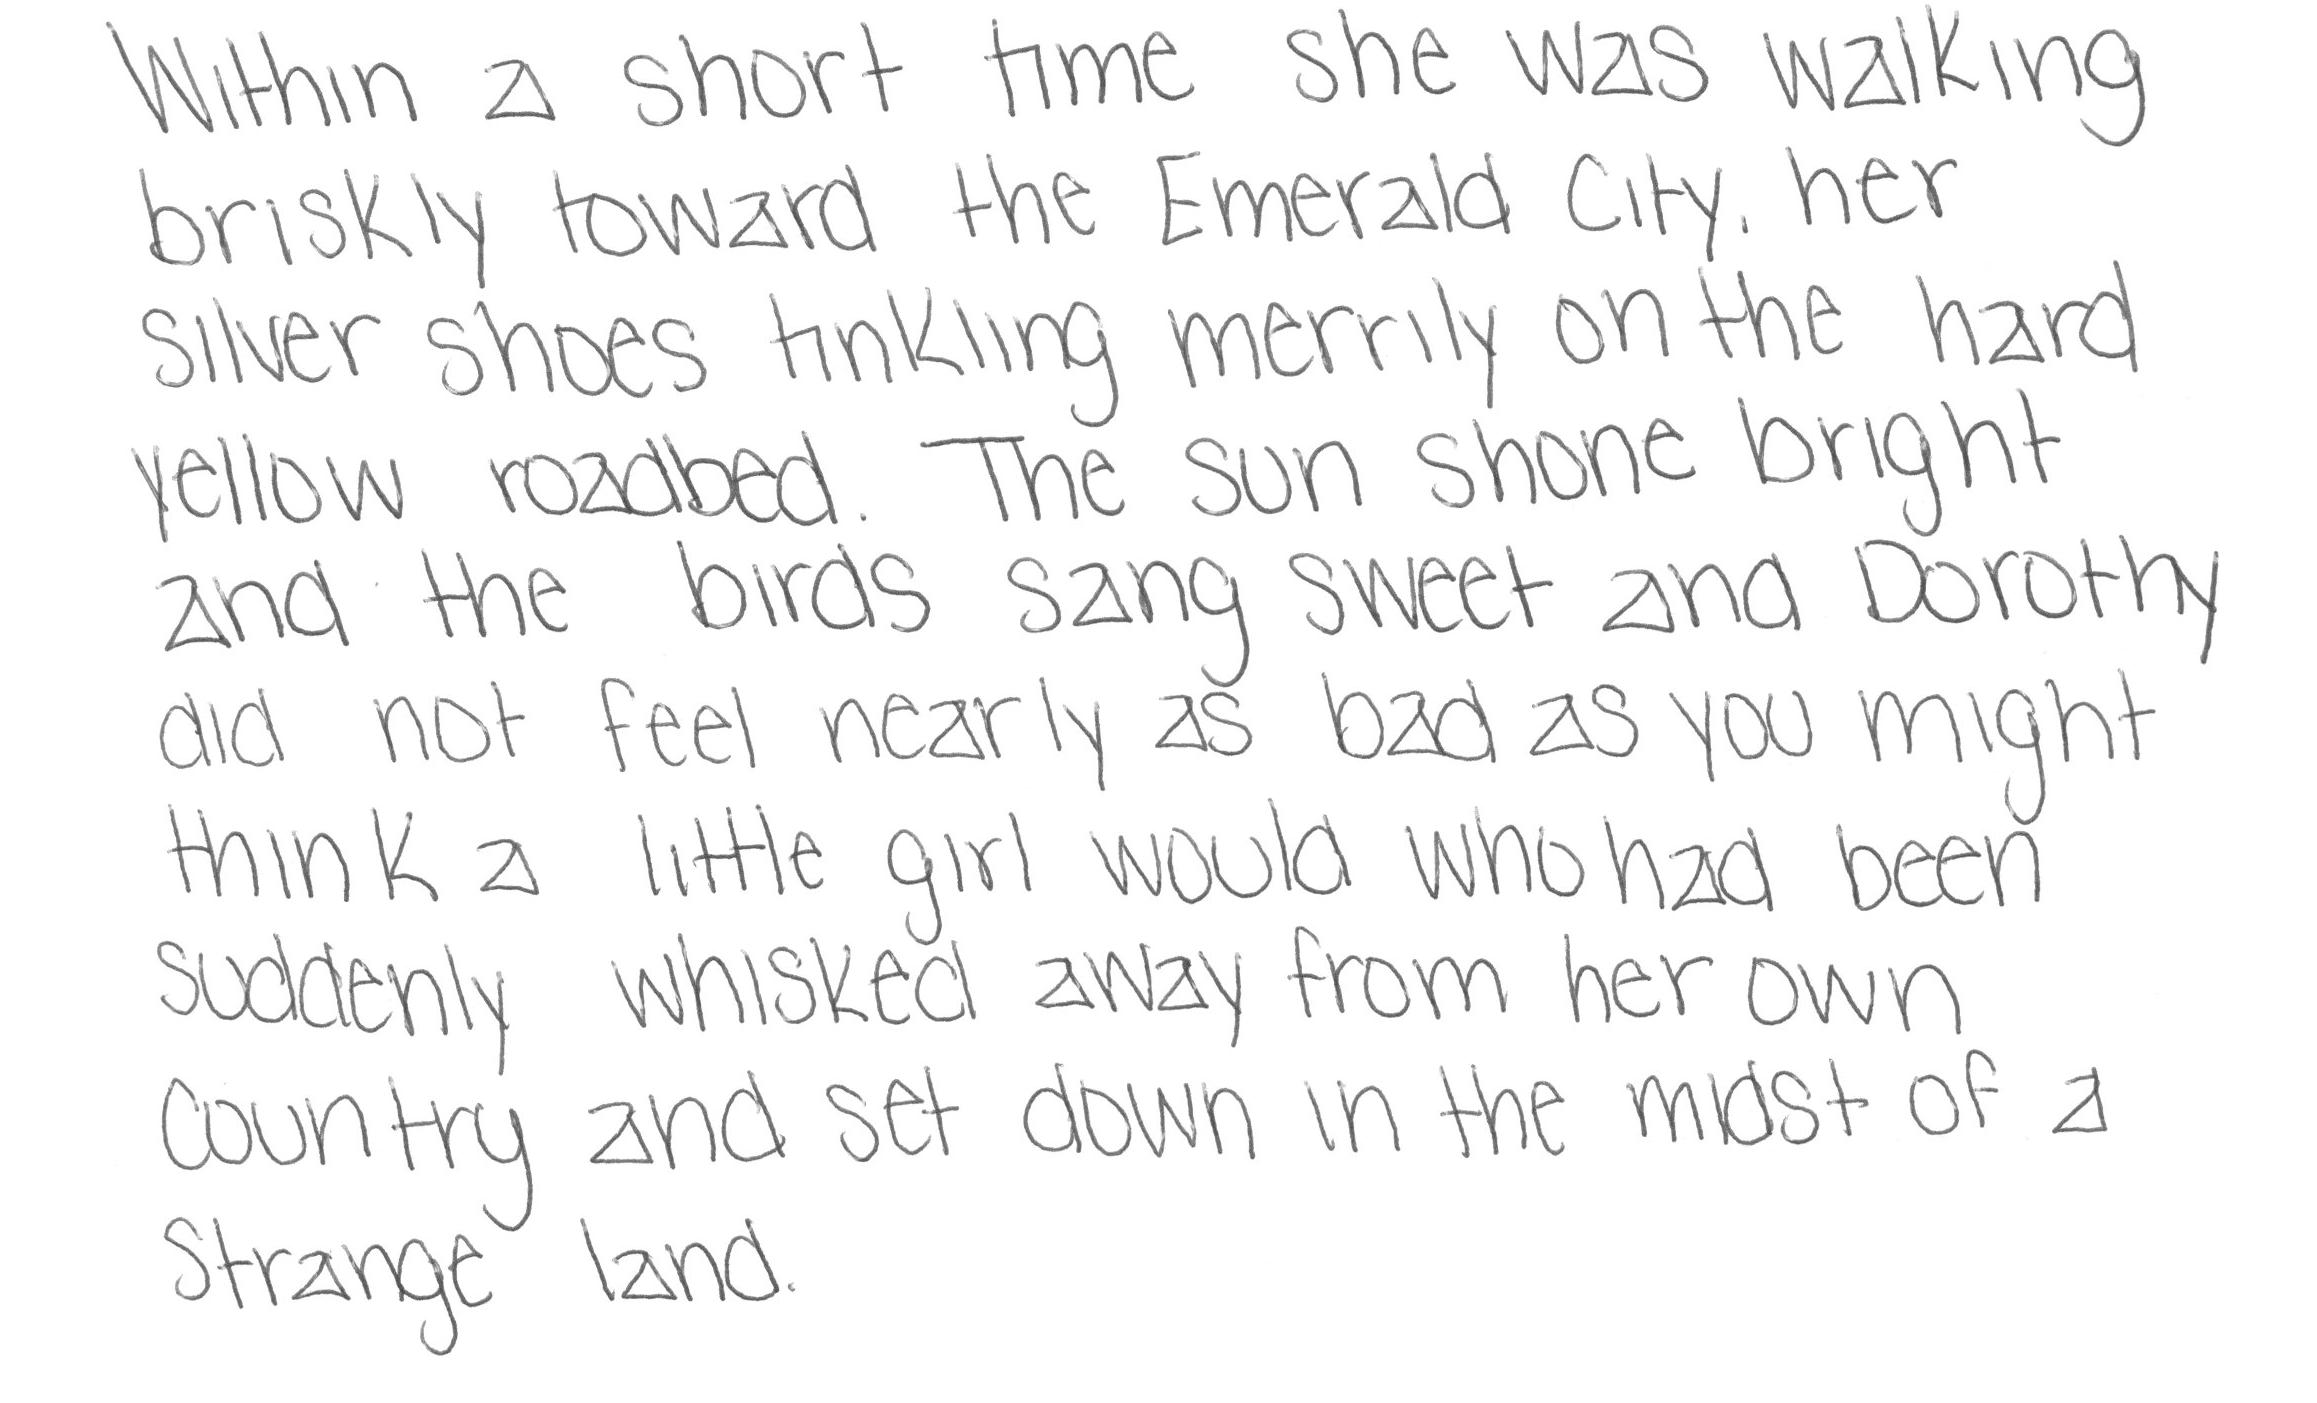 Within a short time she was walking
briskly toward the Emerald City. her
silver shoes tinkling merrily on the hard
yellow roadbed. The sun shone bright
and the birds sang sweet and Dorothy
did not feel nearly as bad as you might
think a little girl would who had been
suddenly whisked away from her own
country and set down in the midst of a
strange land.